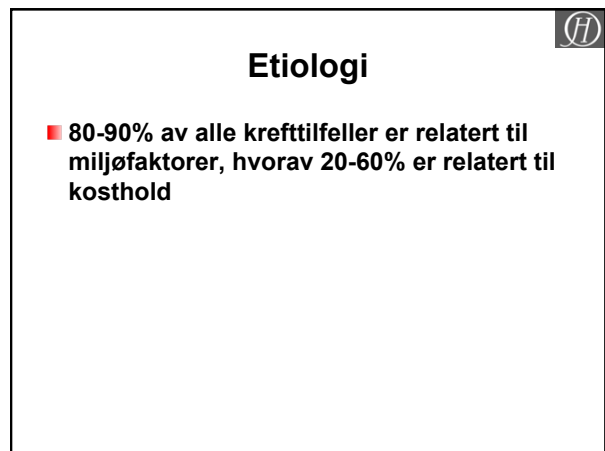 Etiologi
80-90% av alle krefttilfeller er relatert til
miljøfaktorer, hvorav 20-60% er relatert til
kosthold